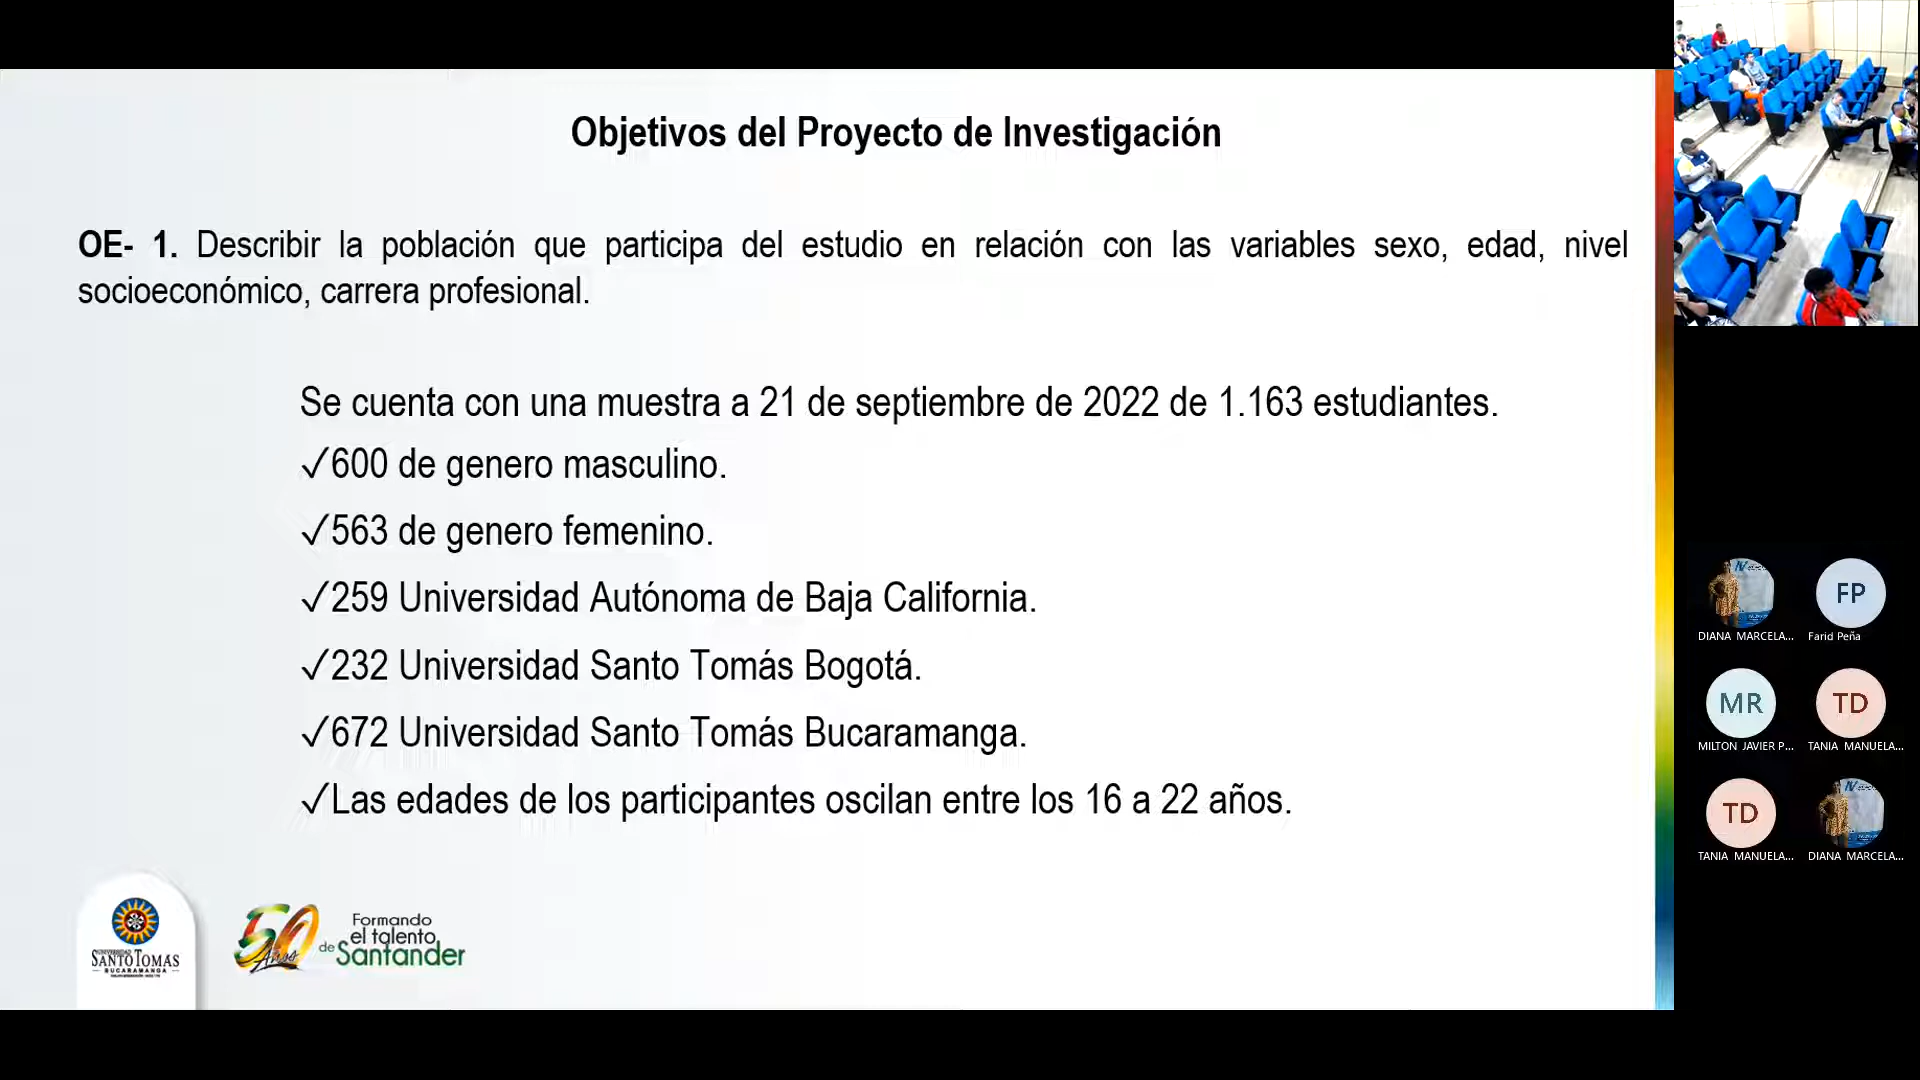 Objetivos del Proyecto de Investigación
OE- 1. Describir la población que participa del estudio en relación con las variables sexo, edad, nivel
socioeconómico, carrera profesional.
Se cuenta con una muestra a 21 de septiembre de 2022 de 1.163 estudiantes.
✓600 de genero masculino.
✓563 de genero femenino.
✓259 Universidad Autónoma de Baja California.
✓232 Universidad Santo Tomás Bogotá.
✓672 Universidad Santo Tomás Bucaramanga.
✓Las edades de los participantes oscilan entre los 16 a 22 años.
UNIVERSIDAD
SANTO TOMAS
BUCARAMANGA
50 Años de
Formando
el talento
Santander
FP
DIANA MARCELA...
Farid Peña
MR
TD
MILTON JAVIER P...
TANIA MANUELA...
TD
TANIA MANUELA...
DIANA MARCELA...